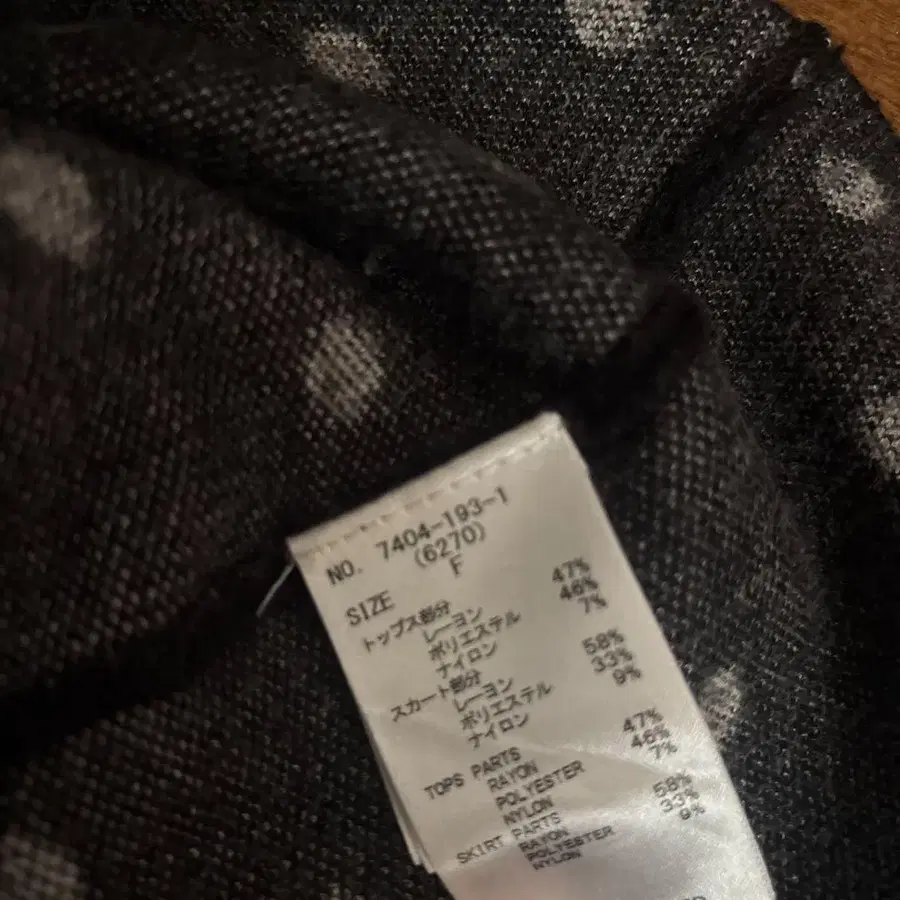 NO. 7404-193-1
(6270)
SIZE F
トップス部分
レーヨン 47%
ポリエステル 46%
ナイロン 7%
スカート部分
レーヨン 58%
ポリエステル 33%
ナイロン 9%
TOPS PARTS
RAYON 47%
POLYESTER 46%
NYLON 7%
SKIRT PARTS
RAYON 58%
POLYESTER 33%
NYLON 9%